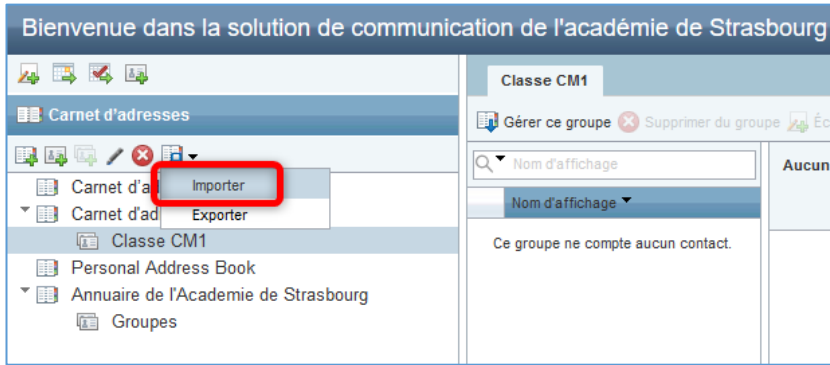 Bienvenue dans la solution de communication de l'académie de Strasbourg
Classe CM1
Carnet d'adresses
Gérer ce groupe Supprimer du groupe Éc
Nom d'affichage
Aucun
Carnet d'a
Importer
Nom d'affichage
Carnet d'ad
Exporter
Classe CM1
Ce groupe ne compte aucun contact.
Personal Address Book
Annuaire de l'Academie de Strasbourg
Groupes